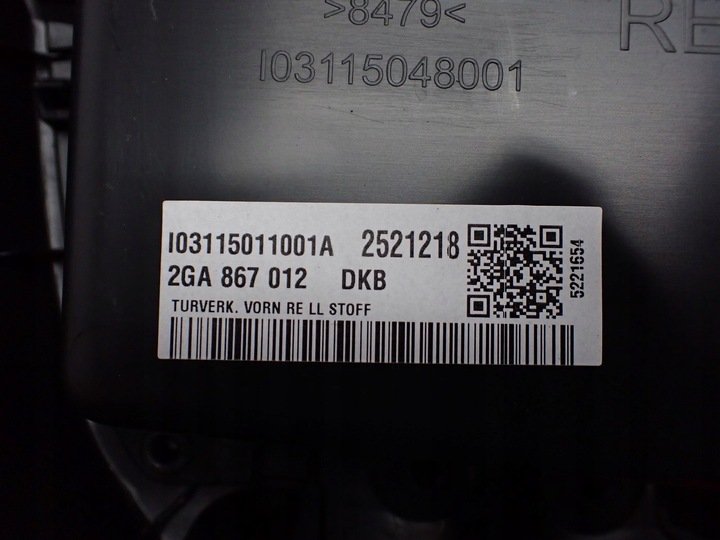 >8479<
RE
I03115048001
I03115011001A 2521218
2GA 867 012 DKB
TURVERK. VORN RE LL STOFF
5221654